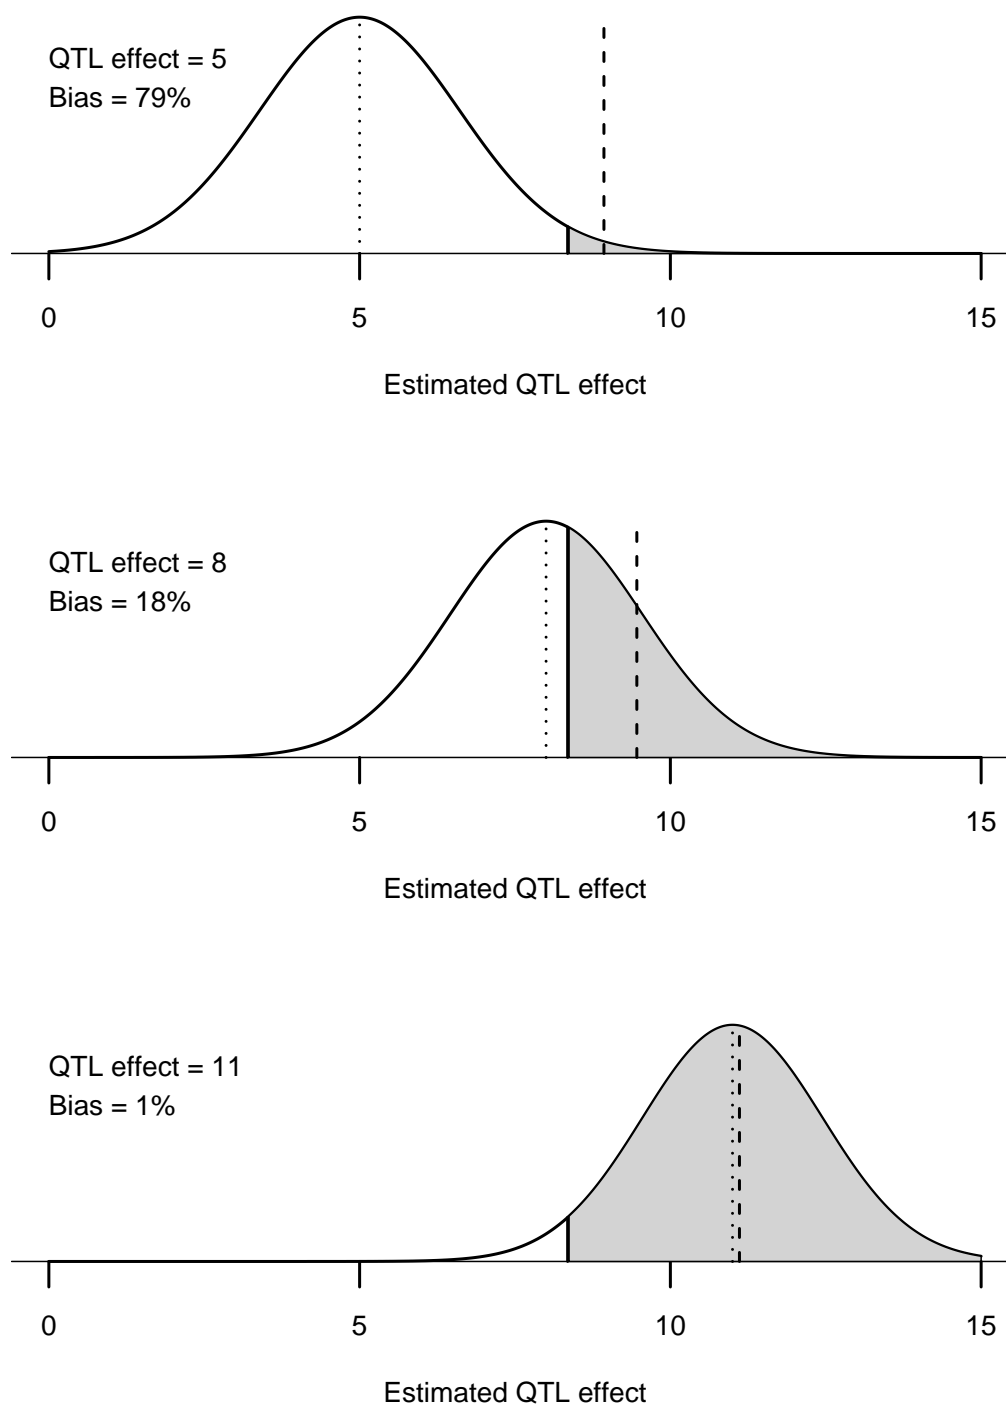 QTL effect = 5
Bias = 79%
0 5 10 15
Estimated QTL effect
QTL effect = 8
Bias = 18%
0 5 10 15
Estimated QTL effect
QTL effect = 11
Bias = 1%
0 5 10 15
Estimated QTL effect